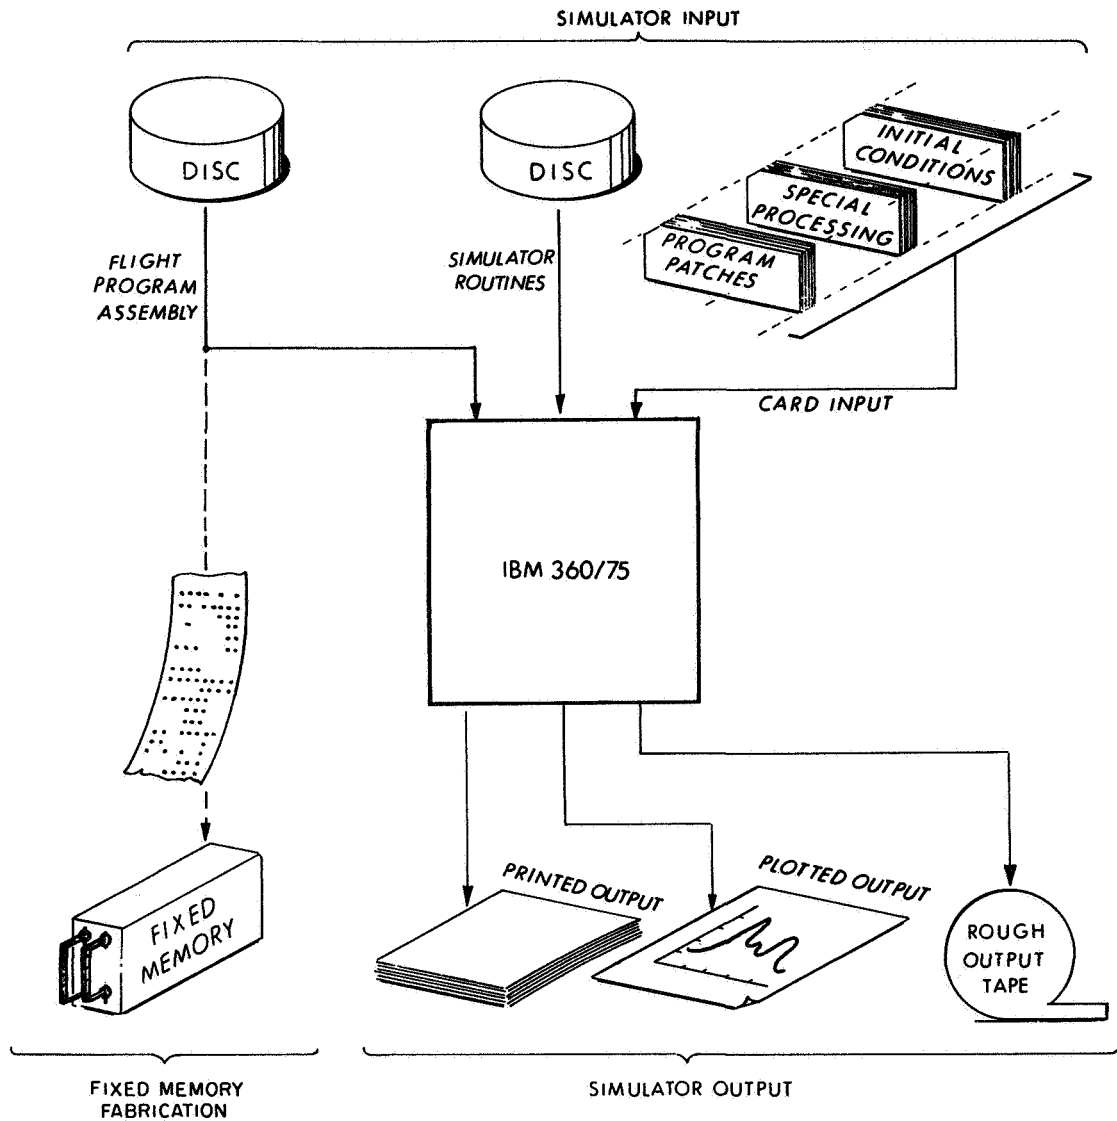 SIMULATOR INPUT
DISC
DISC
INITIAL
CONDITIONS
SPECIAL
PROCESSING
PROGRAM
PATCHES
FLIGHT
PROGRAM
ASSEMBLY
SIMULATOR
ROUTINES
CARD INPUT
IBM 360/75
FIXED
MEMORY
PRINTED OUTPUT
PLOTTED OUTPUT
ROUGH
OUTPUT
TAPE
FIXED MEMORY
FABRICATION
SIMULATOR OUTPUT